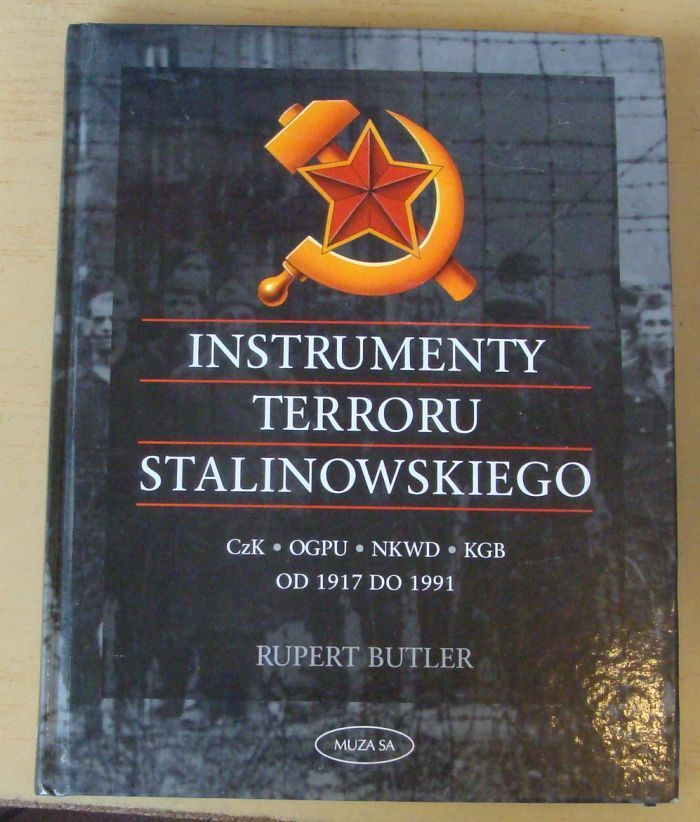 INSTRUMENTY
TERRORU
STALINOWSKIEGO
CzK • OGPU • NKWD • KGB
OD 1917 DO 1991
RUPERT BUTLER
MUZA SA